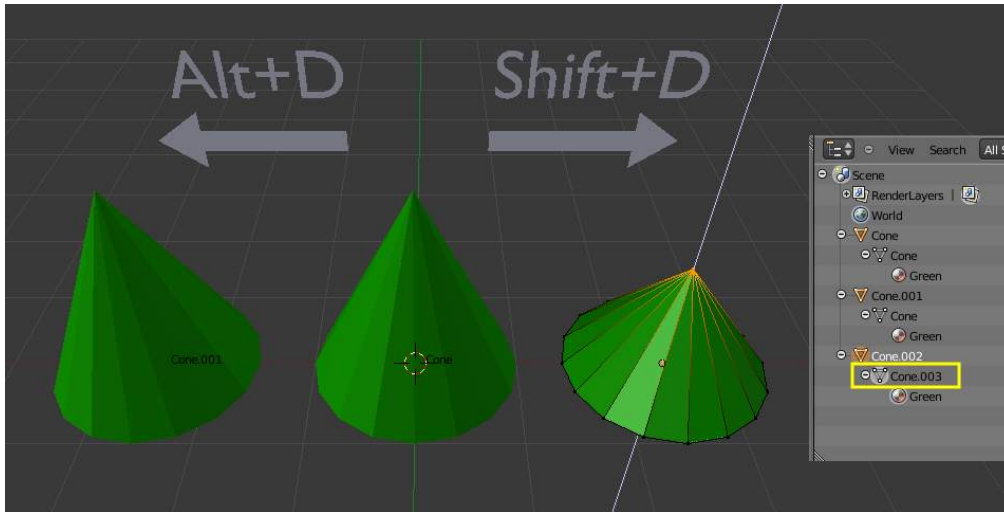 Alt+D
Shift+D
View Search All S
Scene
RenderLayers |
World
Cone
Cone
Green
Cone.001
Cone
Green
Cone.002
Cone.003
Green
Cone.001
Cone